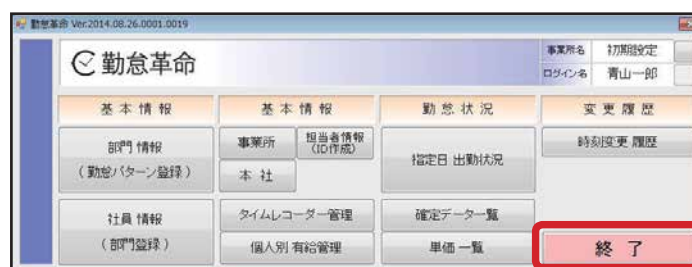 勤怠革命 Ver.2014.08.26.0001.0019
勤怠革命
事業所名 初期設定
ログイン名 青山一郎
基本情報 基本情報 勤怠状況 変更履歴
部門 情報
(勤怠パターン登録)
事業所 担当者情報
(ID作成)
本 社
指定日 出勤状況
時刻変更 履歴
社員 情報
(部門登録)
タイムレコーダー管理 確定データ一覧
個人別 有給管理 単価 一覧
終 了